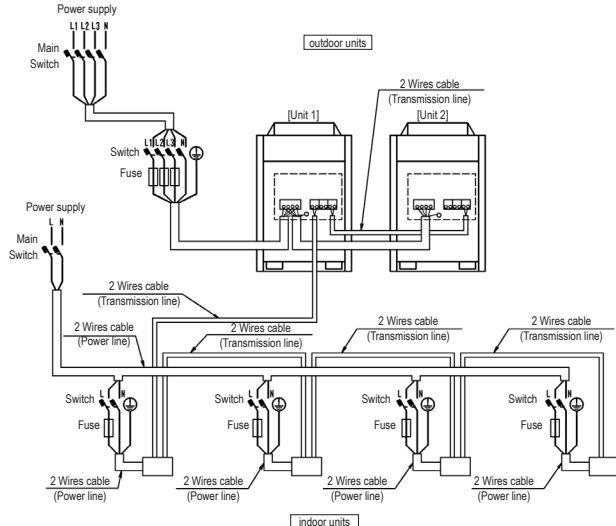 Power supply
L1 L2 L3 N
Main
Switch
outdoor units
2 Wires cable
(Transmission line)
[Unit 1]
[Unit 2]
L1 L2 L3 N
Switch
Fuse
Power supply
L N
Main
Switch
2 Wires cable
(Transmission line)
2 Wires cable
(Power line)
2 Wires cable
(Transmission line)
2 Wires cable
(Transmission line)
2 Wires cable
(Transmission line)
L N
Switch
Fuse
L N
Switch
Fuse
L N
Switch
Fuse
L N
Switch
Fuse
2 Wires cable
(Power line)
2 Wires cable
(Power line)
2 Wires cable
(Power line)
2 Wires cable
(Power line)
indoor units